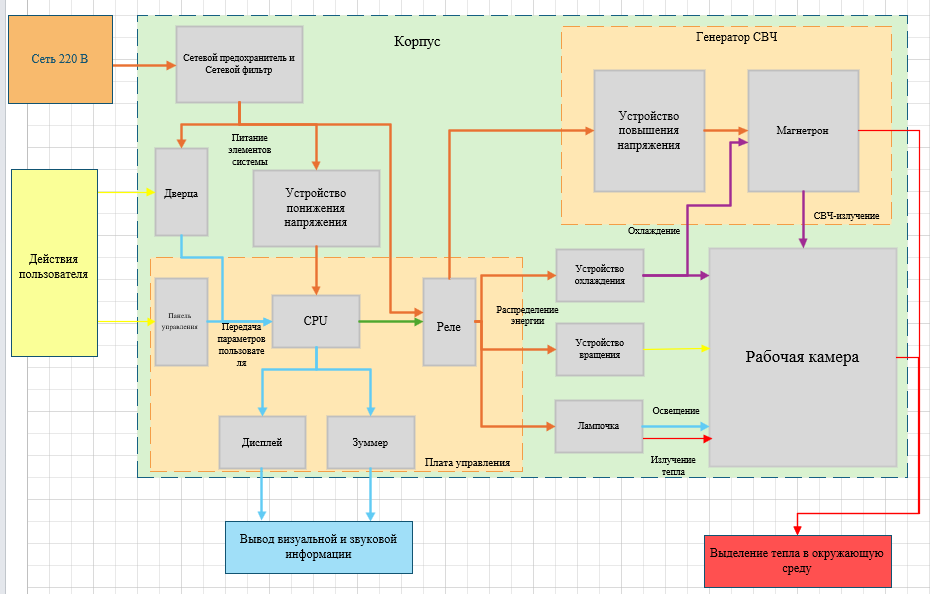 Сеть 220 В
Сетевой предохранитель и
Сетевой фильтр
Корпус
Генератор СВЧ
Устройство
повышения
напряжения
Магнетрон
Питание
элементов
системы
Дверца
Устройство
понижения
напряжения
СВЧ-излучение
Охлаждение
Действия
пользователя
Панель
управления
Передача
параметров
пользовате
ля
CPU
Реле
Распределение
энергии
Устройство
охлаждения
Устройство
вращения
Рабочая камера
Лампочка
Освещение
Излучение
тепла
Дисплей
Зуммер
Плата управления
Вывод визуальной и звуковой
информации
Выделение тепла в окружающую
среду